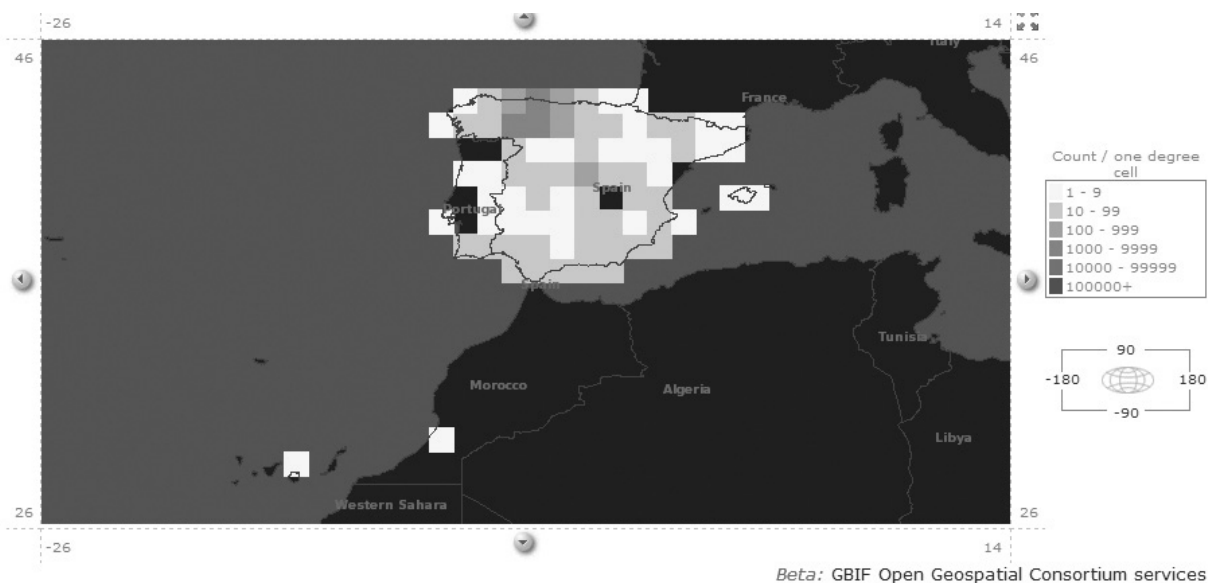 -26
14
46
46
Italy
France
Count / one degree
cell
1 - 9
10 - 99
100 - 999
1000 - 9999
10000 - 99999
100000+
Spain
Portugal
Spain
Tunisia
Morocco
Algeria
90
-180
180
-90
Libya
Western Sahara
26
26
-26
14
Beta: GBIF Open Geospatial Consortium services